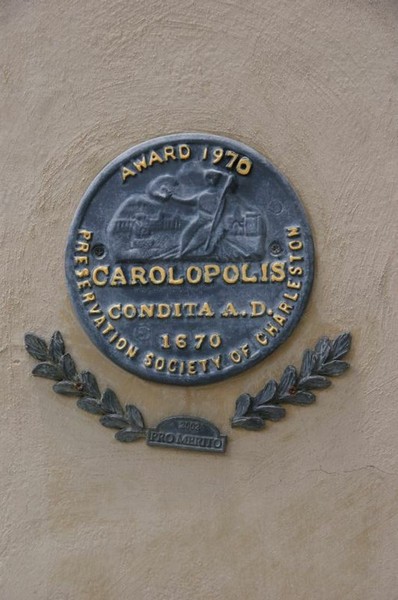 AWARD 1970
CAROLOPOLIS
CONDITA A.D.
1670
PRESERVATION SOCIETY OF CHARLESTON
PRO MERITO